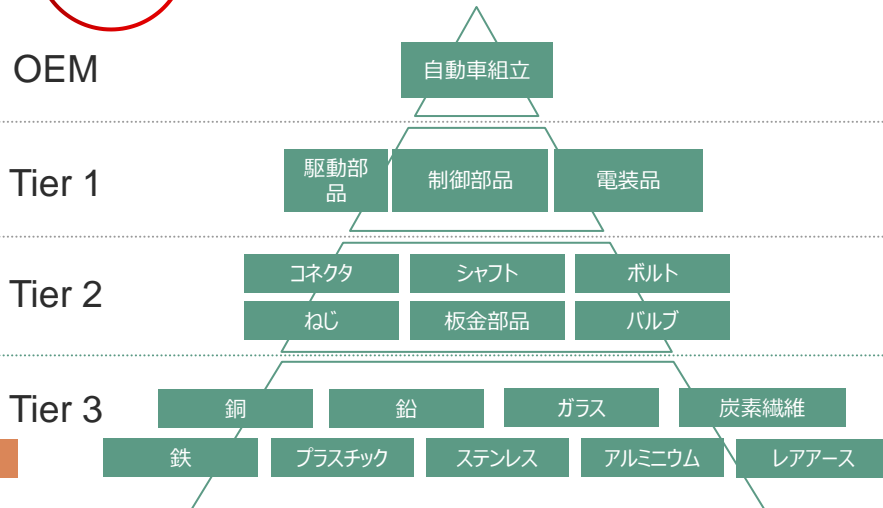 OEM
自動車組立
Tier 1
駆動部
品
制御部品
電装品
Tier 2
コネクタ
シャフト
ボルト
ねじ
板金部品
バルブ
Tier 3
銅
鉛
ガラス
炭素繊維
鉄
プラスチック
ステンレス
アルミニウム
レアアース